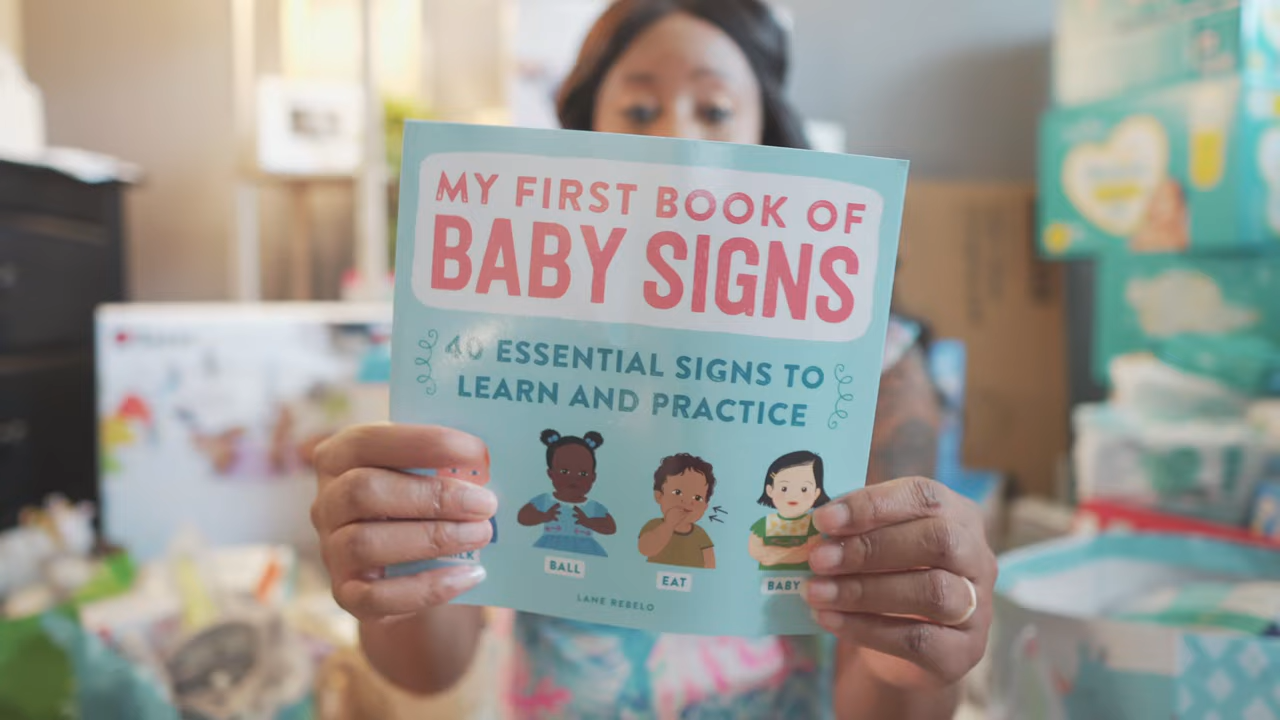 MY FIRST BOOK OF
BABY SIGNS
40 ESSENTIAL SIGNS TO
LEARN AND PRACTICE
BALL
EAT
BABY
LANE REBELO